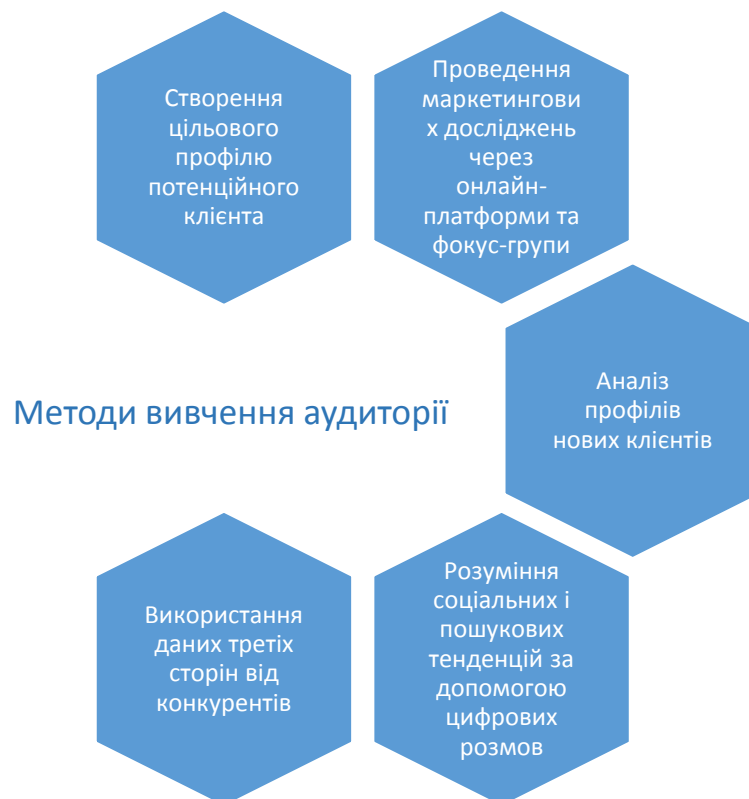 Створення
цільового
профілю
потенційного
клієнта
Проведення
маркетингови
х досліджень
через
онлайн-
платформи та
фокус-групи
Аналіз
профілів
нових клієнтів
Методи вивчення аудиторії
Використання
даних третіх
сторін від
конкурентів
Розуміння
соціальних і
пошукових
тенденцій за
допомогою
цифрових
розмов